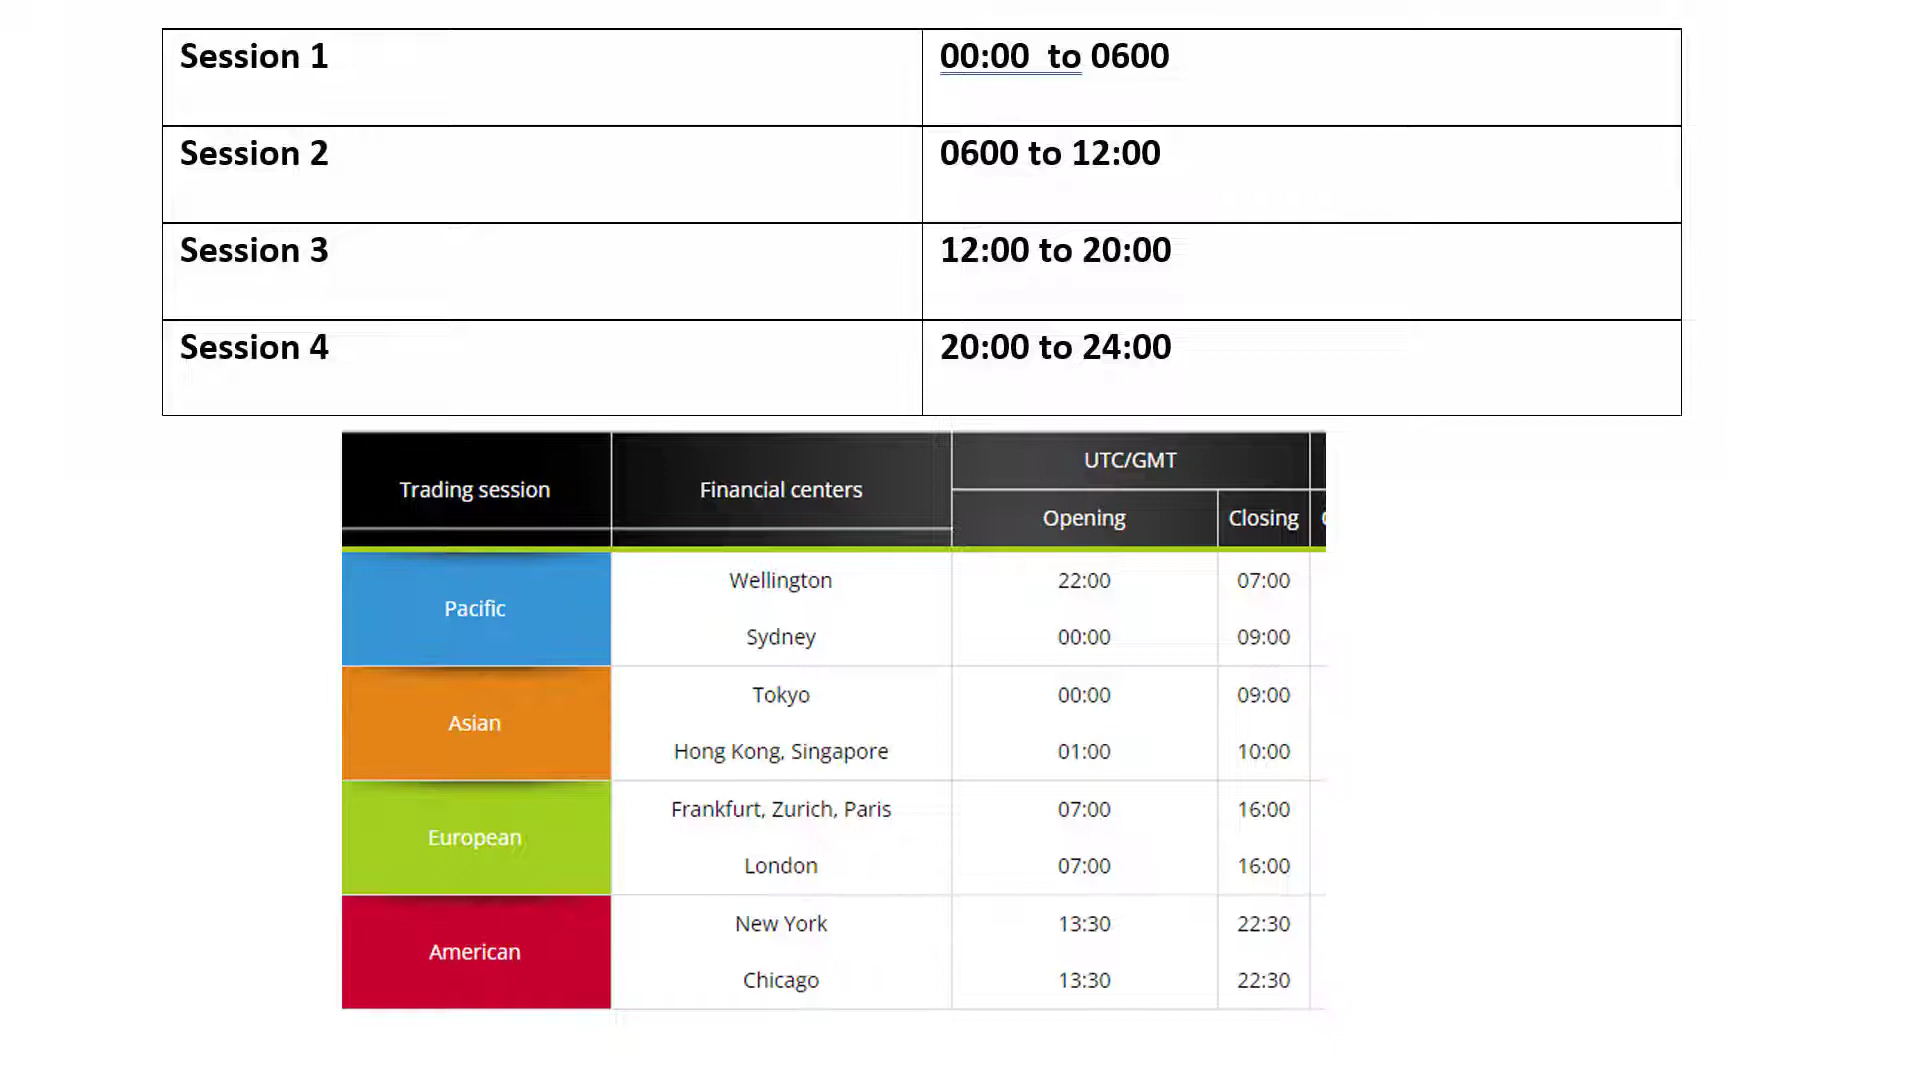 Session 1 00:00  to 0600
Session 2 0600 to 12:00
Session 3 12:00 to 20:00
Session 4 20:00 to 24:00
UTC/GMT
Trading session Financial centers
Opening Closing
Wellington 22:00 07:00
Pacific
Sydney 00:00 09:00
Tokyo 00:00 09:00
Asian
Hong Kong, Singapore 01:00 10:00
Frankfurt, Zurich, Paris 07:00 16:00
European
London 07:00 16:00
New York 13:30 22:30
American
Chicago 13:30 22:30